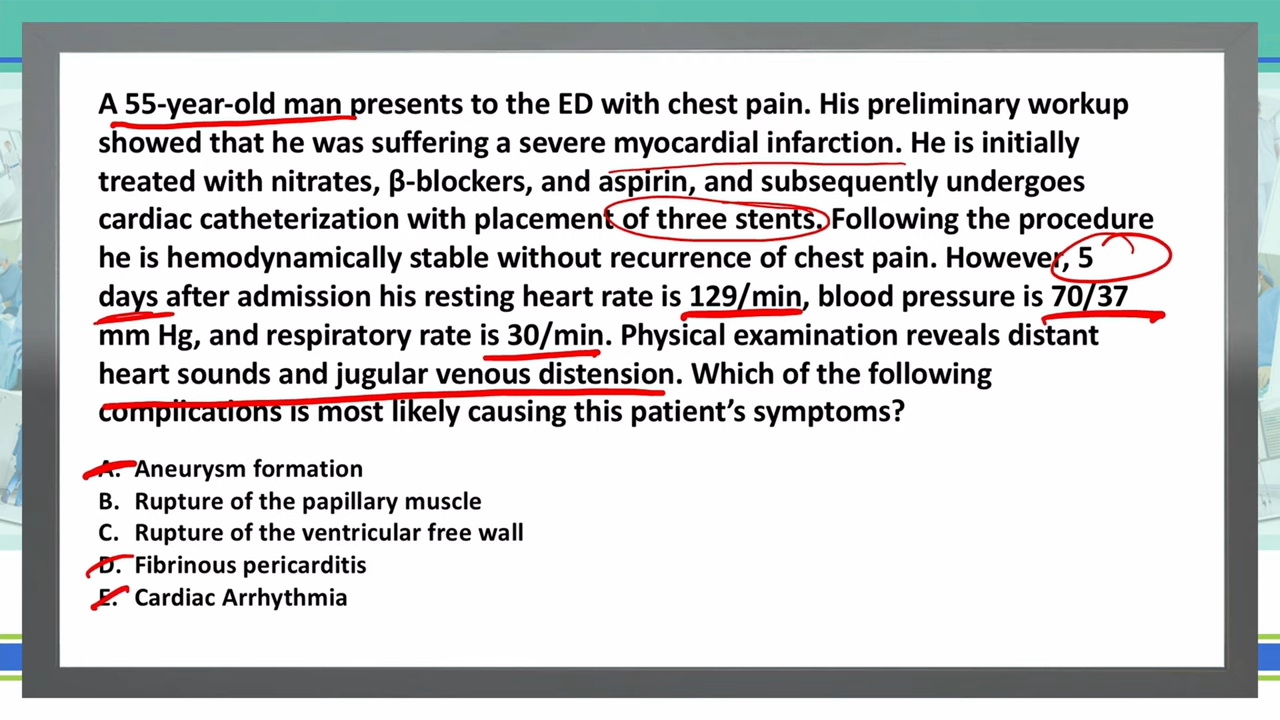 A 55-year-old man presents to the ED with chest pain. His preliminary workup
showed that he was suffering a severe myocardial infarction. He is initially
treated with nitrates, β-blockers, and aspirin, and subsequently undergoes
cardiac catheterization with placement of three stents. Following the procedure
he is hemodynamically stable without recurrence of chest pain. However, 5
days after admission his resting heart rate is 129/min, blood pressure is 70/37
mm Hg, and respiratory rate is 30/min. Physical examination reveals distant
heart sounds and jugular venous distension. Which of the following
complications is most likely causing this patient’s symptoms?
A. Aneurysm formation
B. Rupture of the papillary muscle
C. Rupture of the ventricular free wall
D. Fibrinous pericarditis
E. Cardiac Arrhythmia